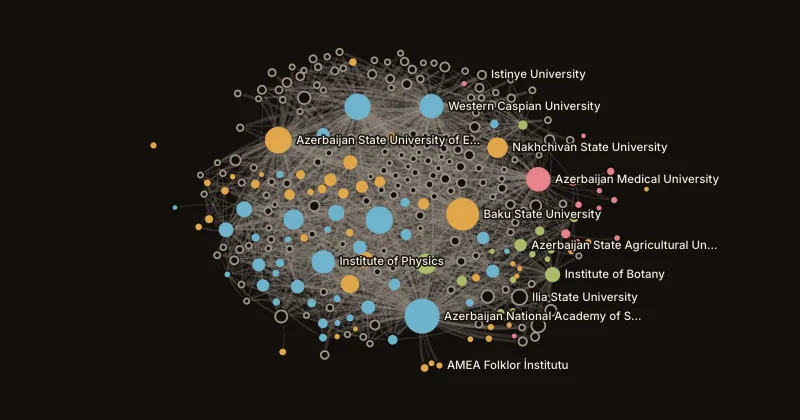 Istinye University
Western Caspian University
Azerbaijan State University of E...
Nakhchivan State University
Azerbaijan Medical University
Baku State University
Azerbaijan State Agricultural Un...
Institute of Physics
Institute of Botany
Ilia State University
Azerbaijan National Academy of S...
AMEA Folklor İnstitutu